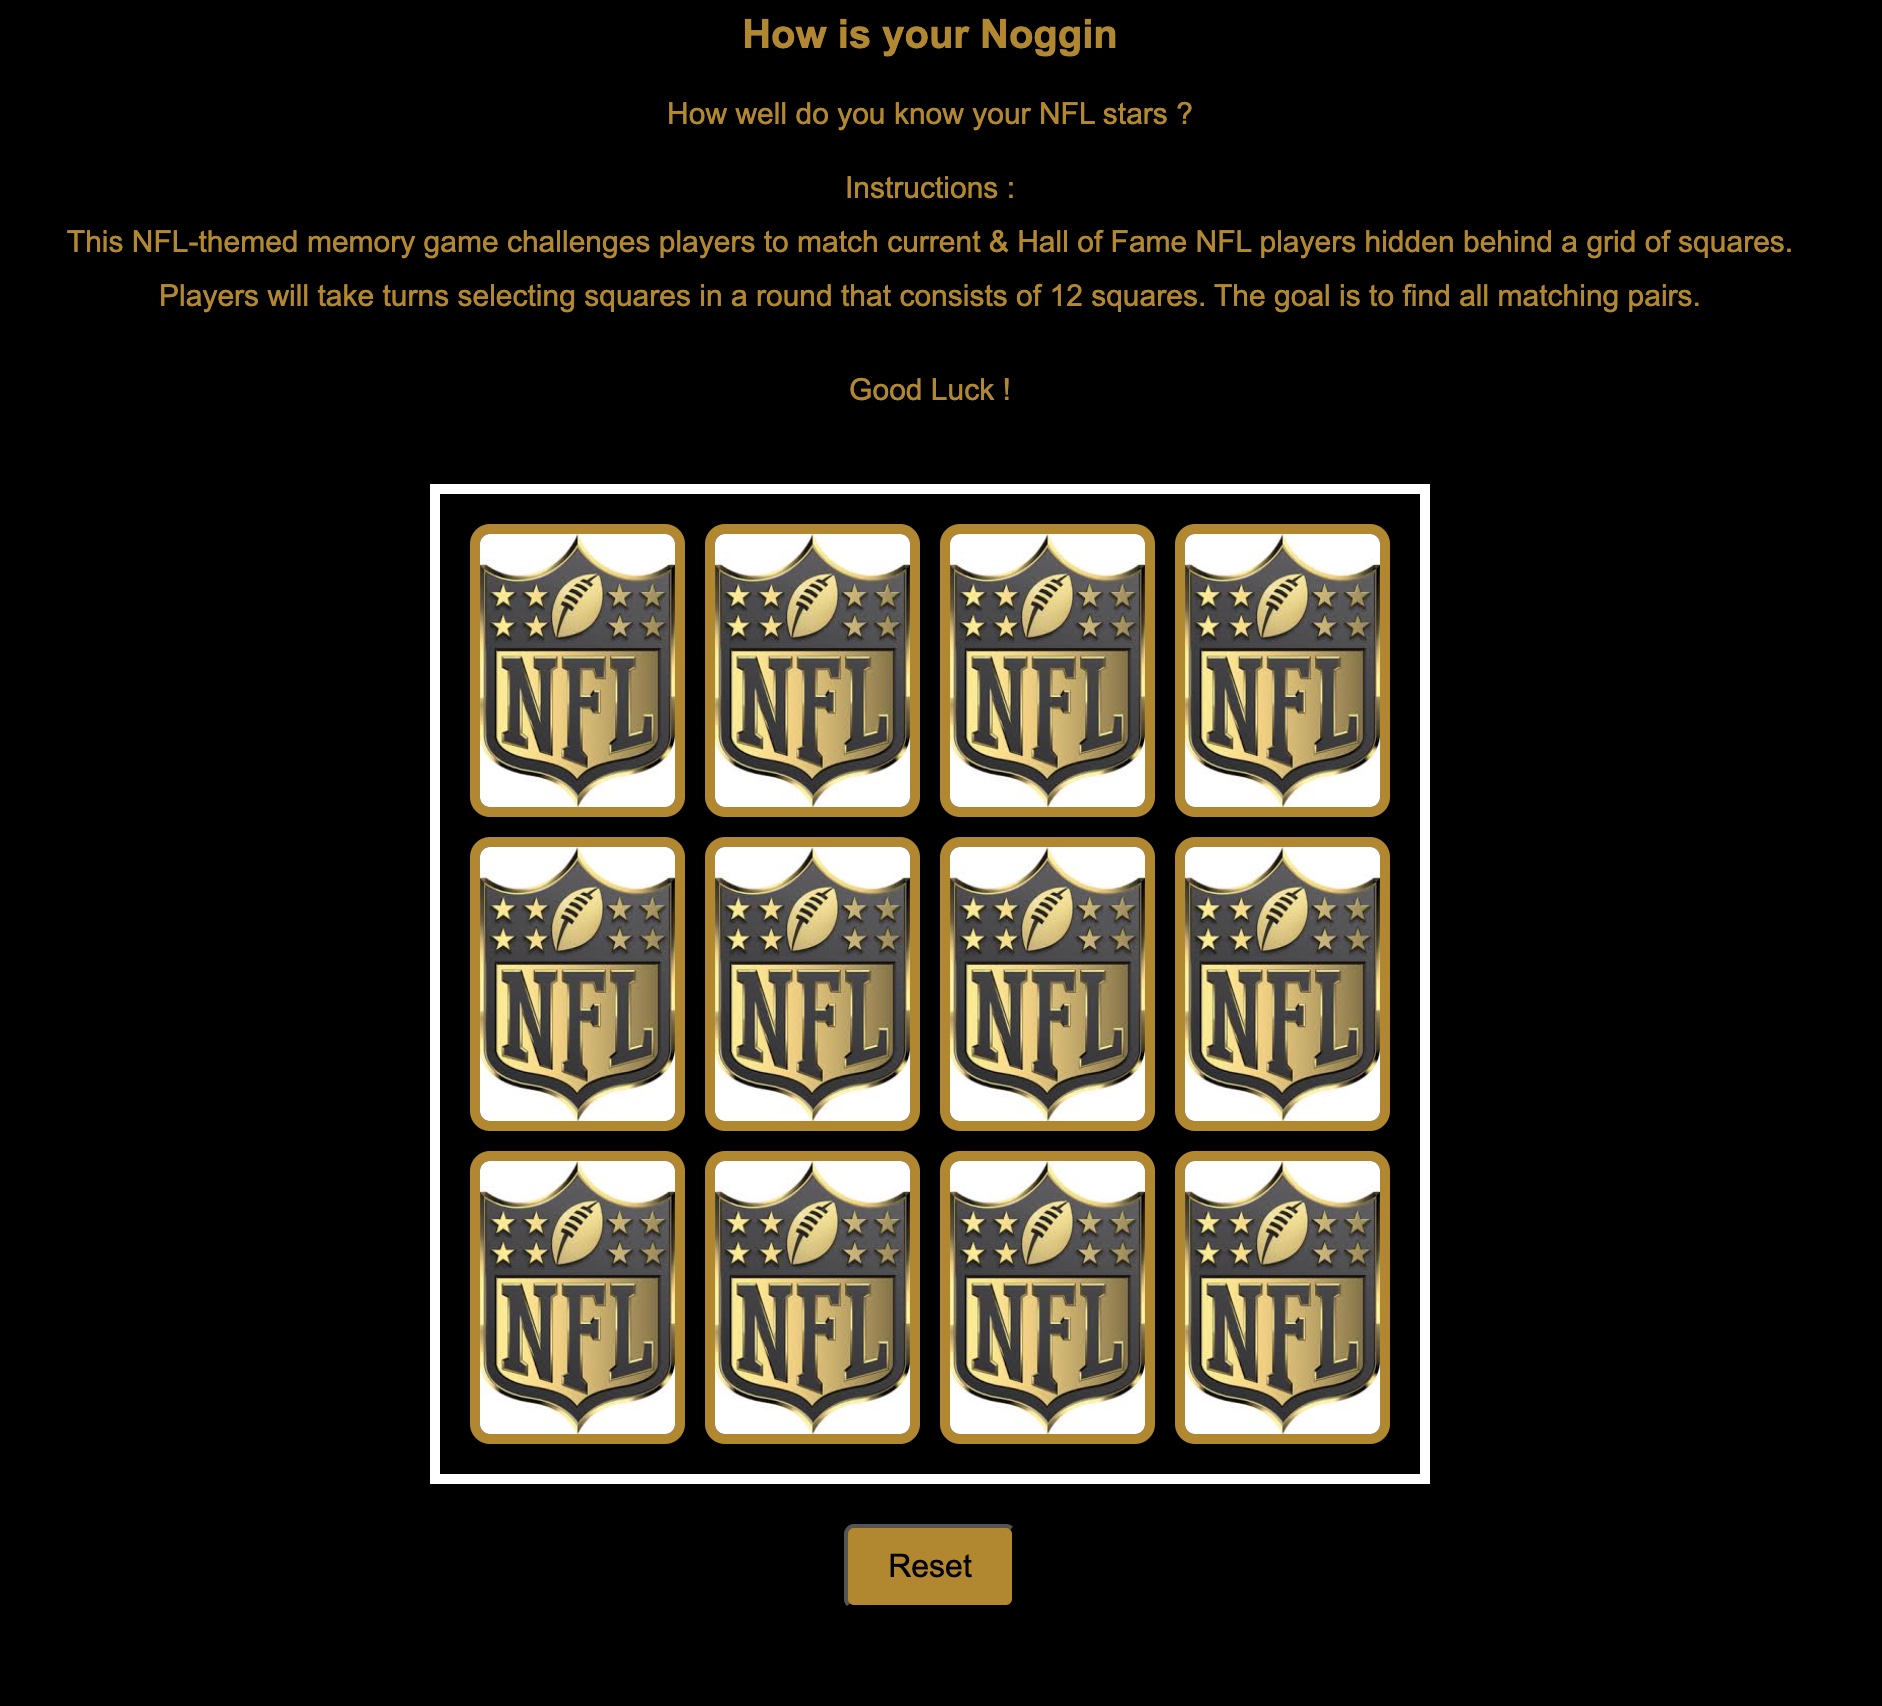 How is your Noggin
How well do you know your NFL stars ?
Instructions :
This NFL-themed memory game challenges players to match current & Hall of Fame NFL players hidden behind a grid of squares.
Players will take turns selecting squares in a round that consists of 12 squares. The goal is to find all matching pairs.
Good Luck !
NFL NFL NFL NFL
NFL NFL NFL NFL
NFL NFL NFL NFL
Reset